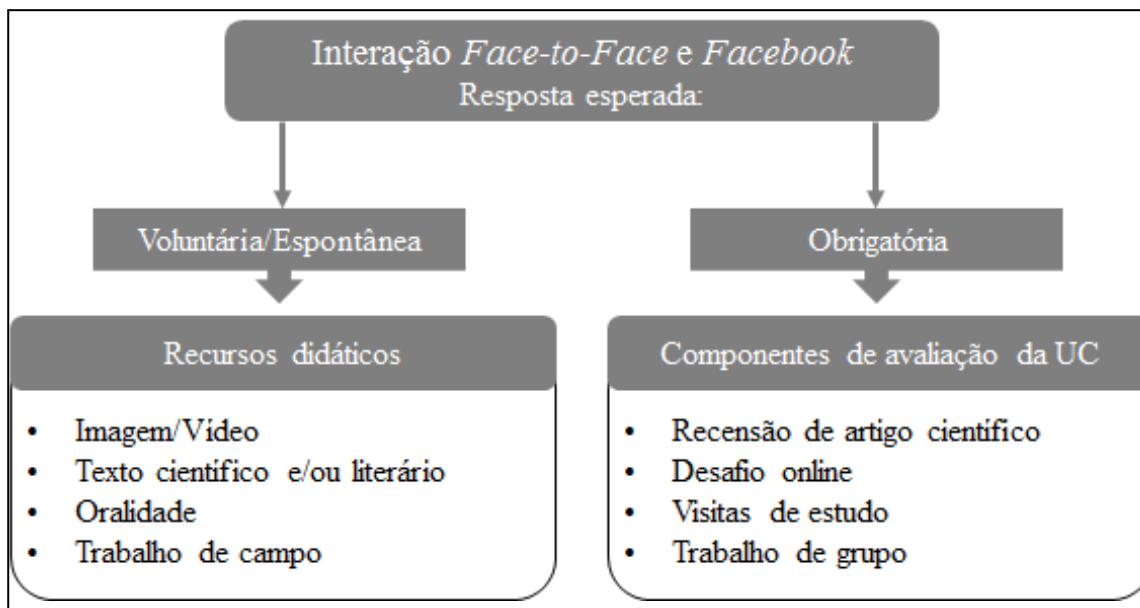 Interação Face-to-Face e Facebook
Resposta esperada:
Voluntária/Espontânea
Obrigatória
Recursos didáticos
• Imagem/Vídeo
• Texto científico e/ou literário
• Oralidade
• Trabalho de campo
Componentes de avaliação da UC
• Recensão de artigo científico
• Desafio online
• Visitas de estudo
• Trabalho de grupo